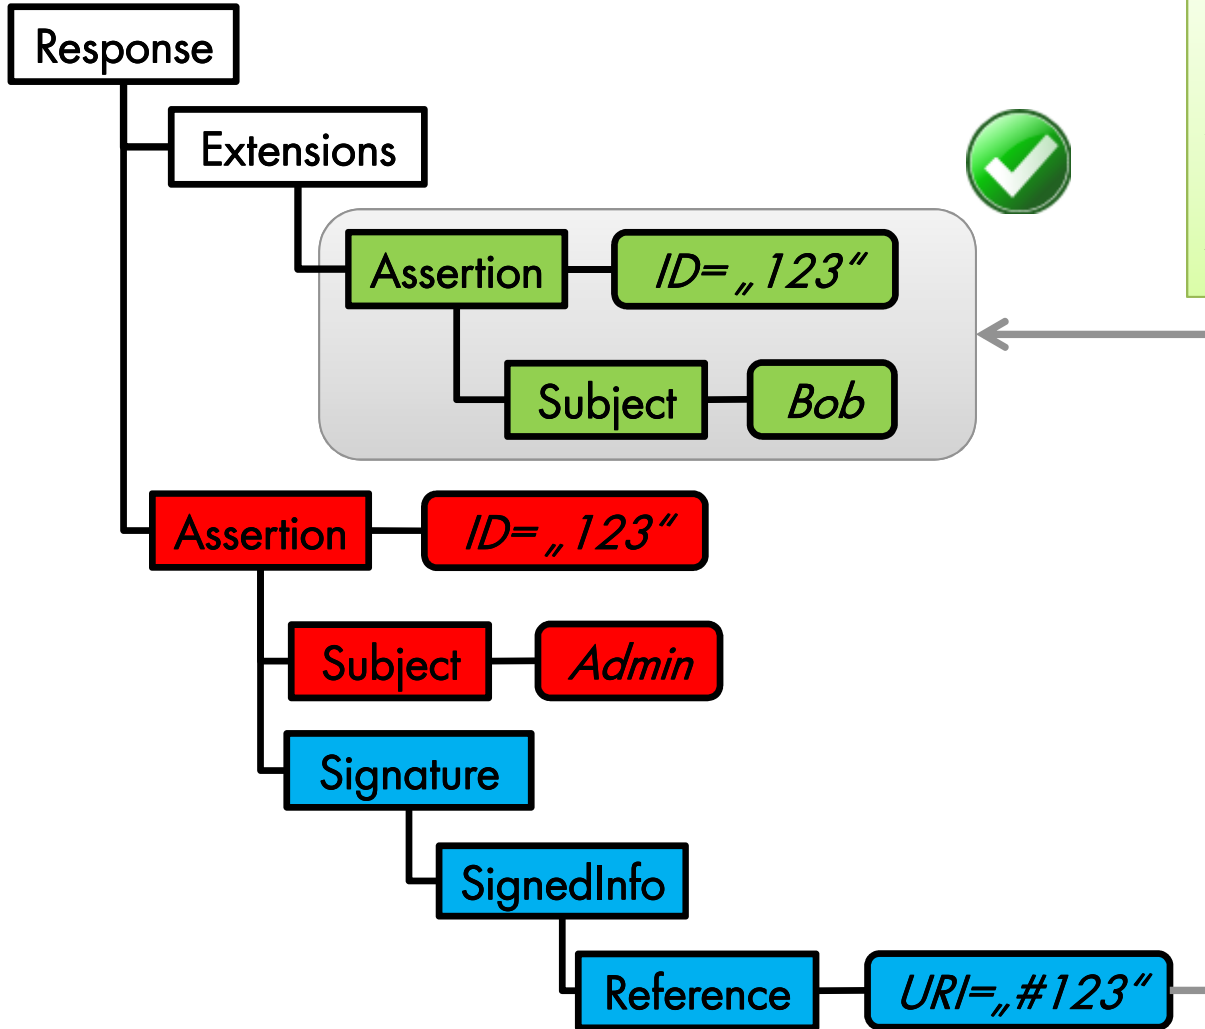 Response
Extensions
Assertion ID=„123“
Subject Bob
Assertion ID=„123“
Subject Admin
Signature
SignedInfo
Reference URI=„#123“